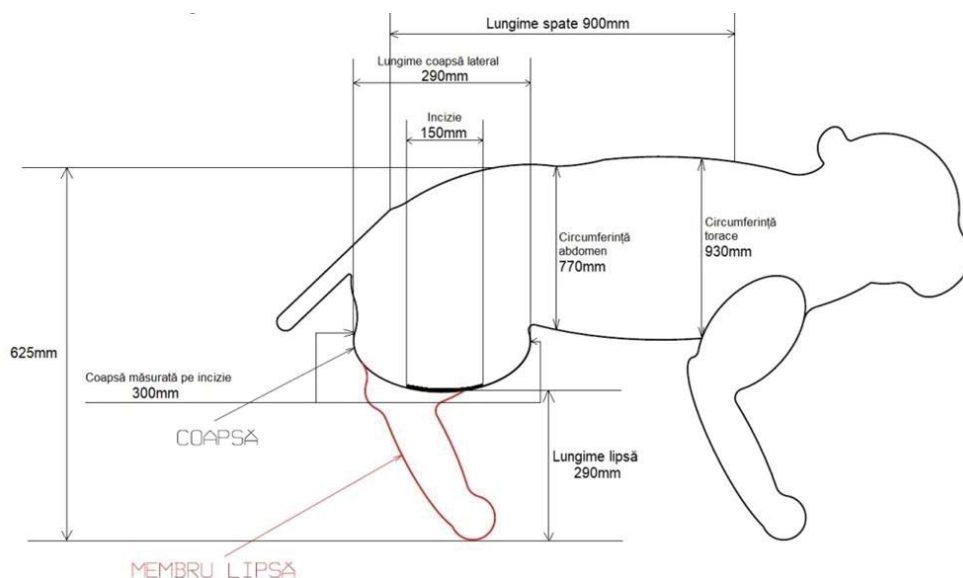 Lungime spate 900mm
Lungime coapsă lateral
290mm
Incizie
150mm
Circumferință
abdomen
770mm
Circumferință
torace
930mm
625mm
Coapsă măsurată pe incizie
300mm
COAPSĂ
Lungime lipsă
290mm
MEMBRU LIPSĂ